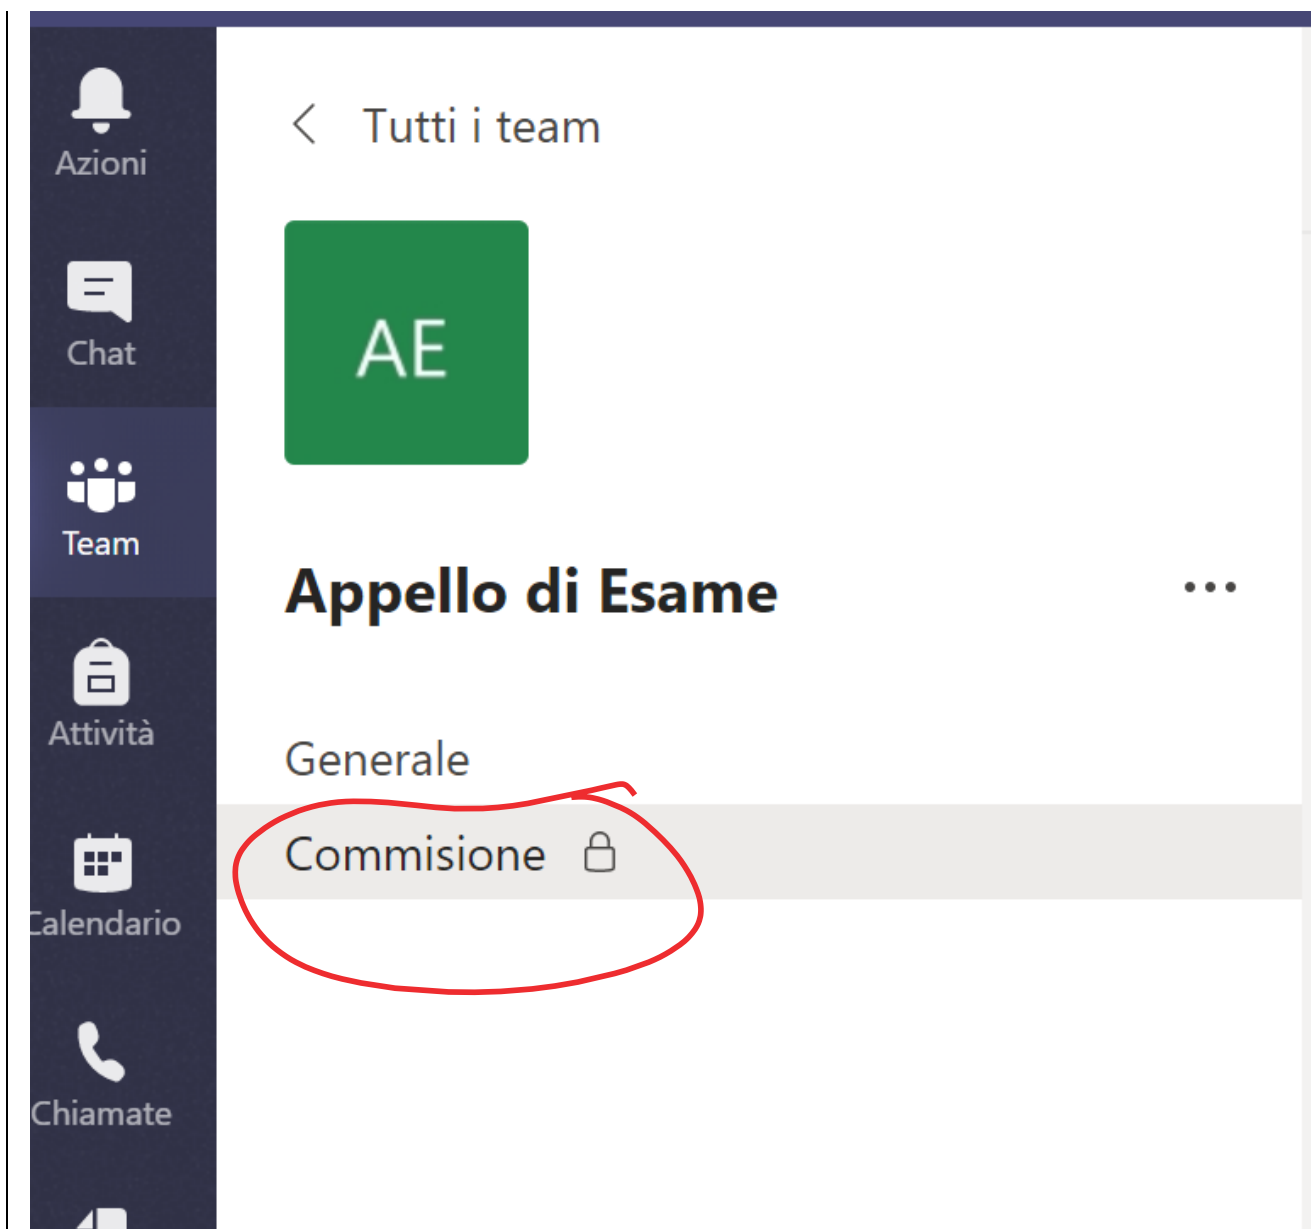 Azioni
Chat
Team
Attività
Calendario
Chiamate
Tutti i team
AE
Appello di Esame
Generale
Commisione